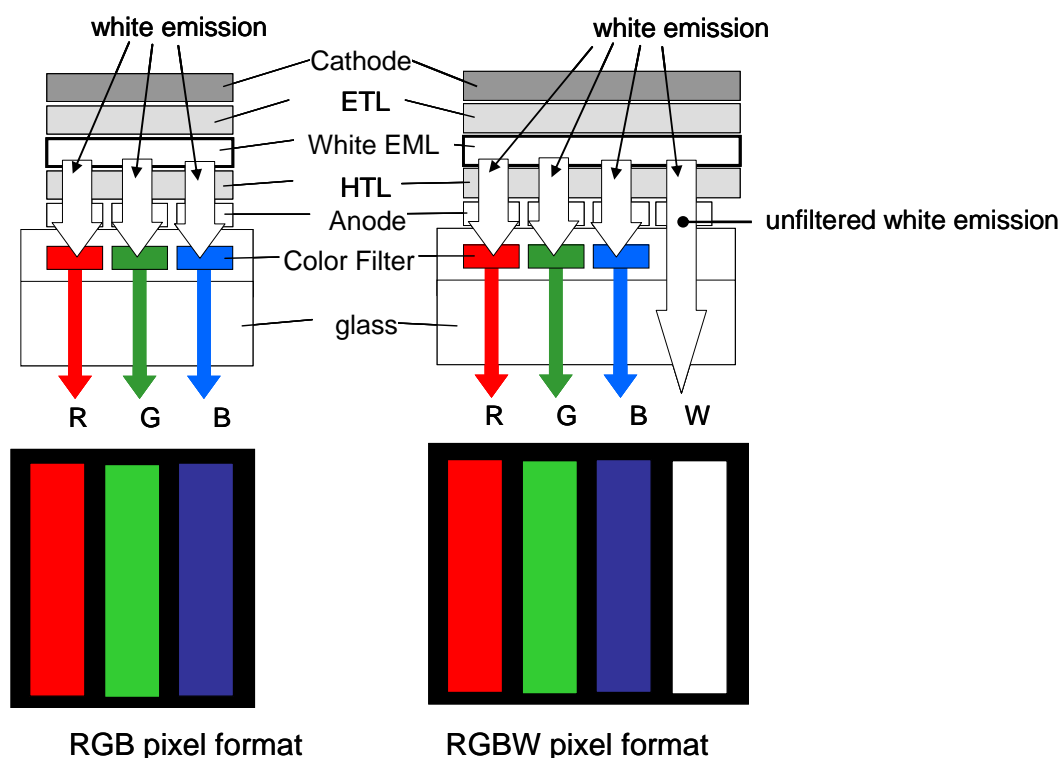 white emission
white emission
Cathode
ETL
White EML
HTL
Anode
unfiltered white emission
Color Filter
glass
R G B
R G B W
RGB pixel format
RGBW pixel format